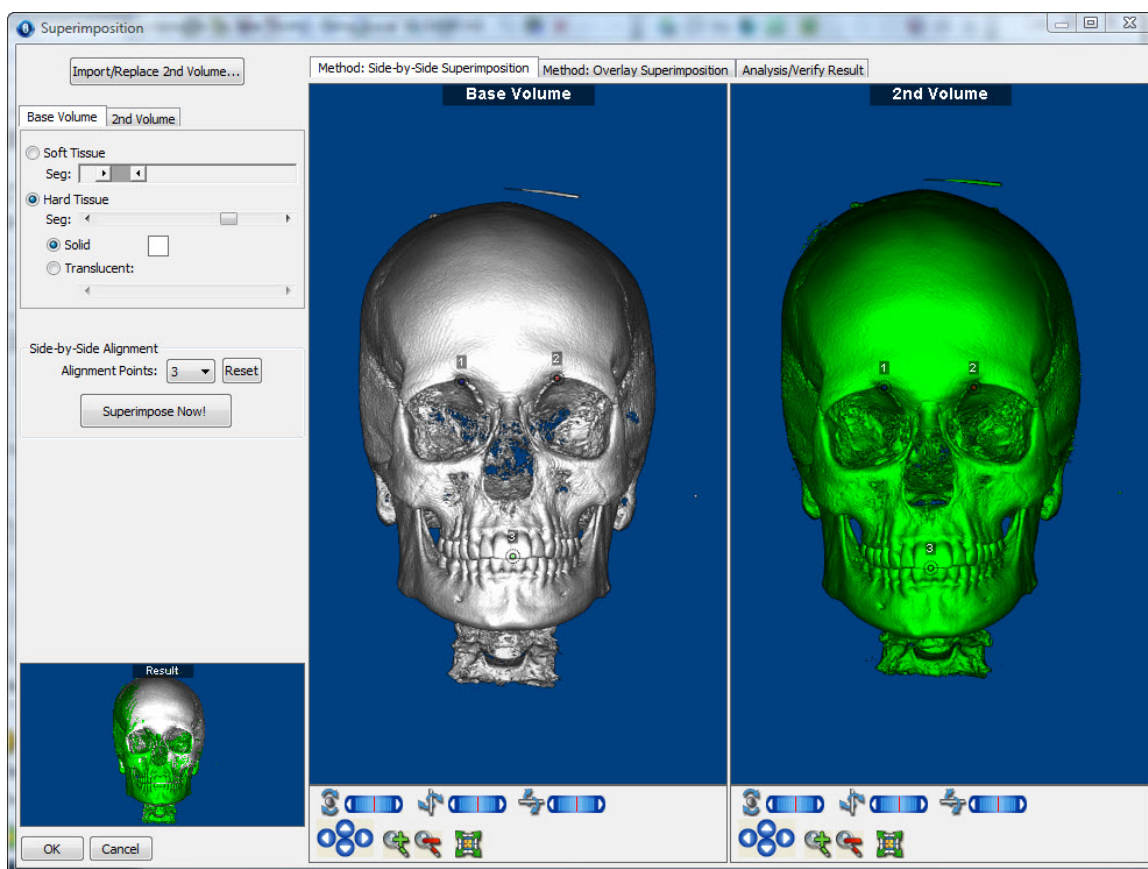 Superimposition
Import/Replace 2nd Volume...
Base Volume
2nd Volume
Soft Tissue
Seg:
Hard Tissue
Seg:
Solid
Translucent:
Side-by-Side Alignment
Alignment Points: 3
Reset
Superimpose Now!
Result
OK
Cancel
Method: Side-by-Side Superimposition
Method: Overlay Superimposition
Analysis/Verify Result
Base Volume
1
2
3
2nd Volume
1
2
3